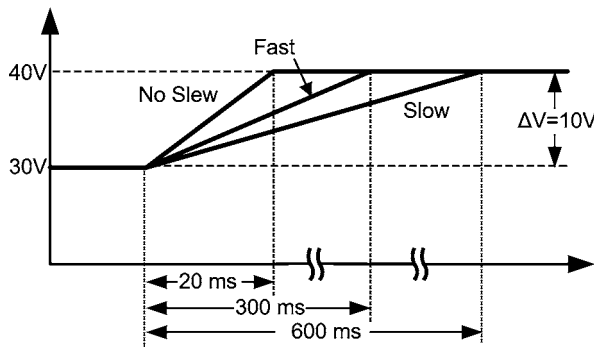 Fast
40V
No Slew
Slow
ΔV=10V
30V
20 ms
300 ms
600 ms